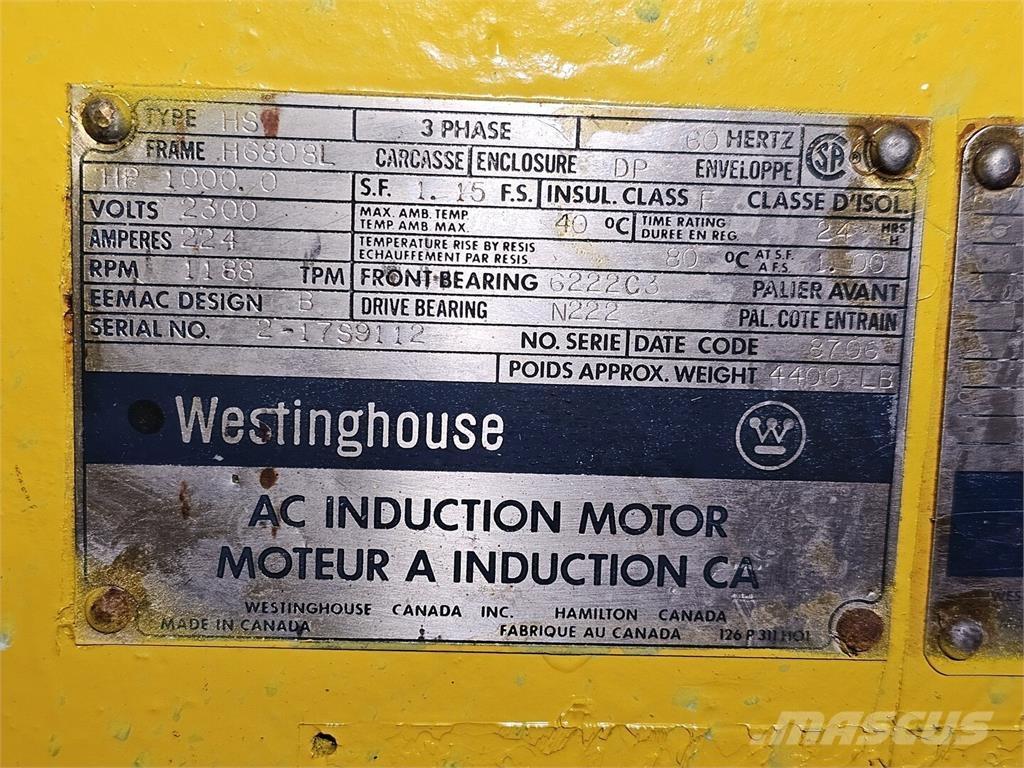 TYPE HS 3 PHASE 60 HERTZ
FRAME H6808L CARCASSE ENCLOSURE DP ENVELOPPE
HP 1000.0 S.F. 1.15 F.S. INSUL. CLASS F CLASSE D'ISOL.
VOLTS 2300 MAX. AMB. TEMP. TEMP. AMB. MAX. 40 °C TIME RATING DUREE EN REG. 24 HRS H
AMPERES 224 TEMPERATURE RISE BY RESIS ECHAUFFEMENT PAR RESIS. 80 °C AT S.F. A F.S. 1.00
RPM 1188 TPM FRONT BEARING 6222C3 PALIER AVANT
EEMAC DESIGN B DRIVE BEARING N222 PAL. COTE ENTRAIN
SERIAL NO. 2-17S9112 NO. SERIE DATE CODE 8706
POIDS APPROX. WEIGHT 4400 LB
Westinghouse W
AC INDUCTION MOTOR
MOTEUR A INDUCTION CA
WESTINGHOUSE CANADA INC. HAMILTON CANADA
MADE IN CANADA FABRIQUE AU CANADA 126 P 311 H01
MASCUS